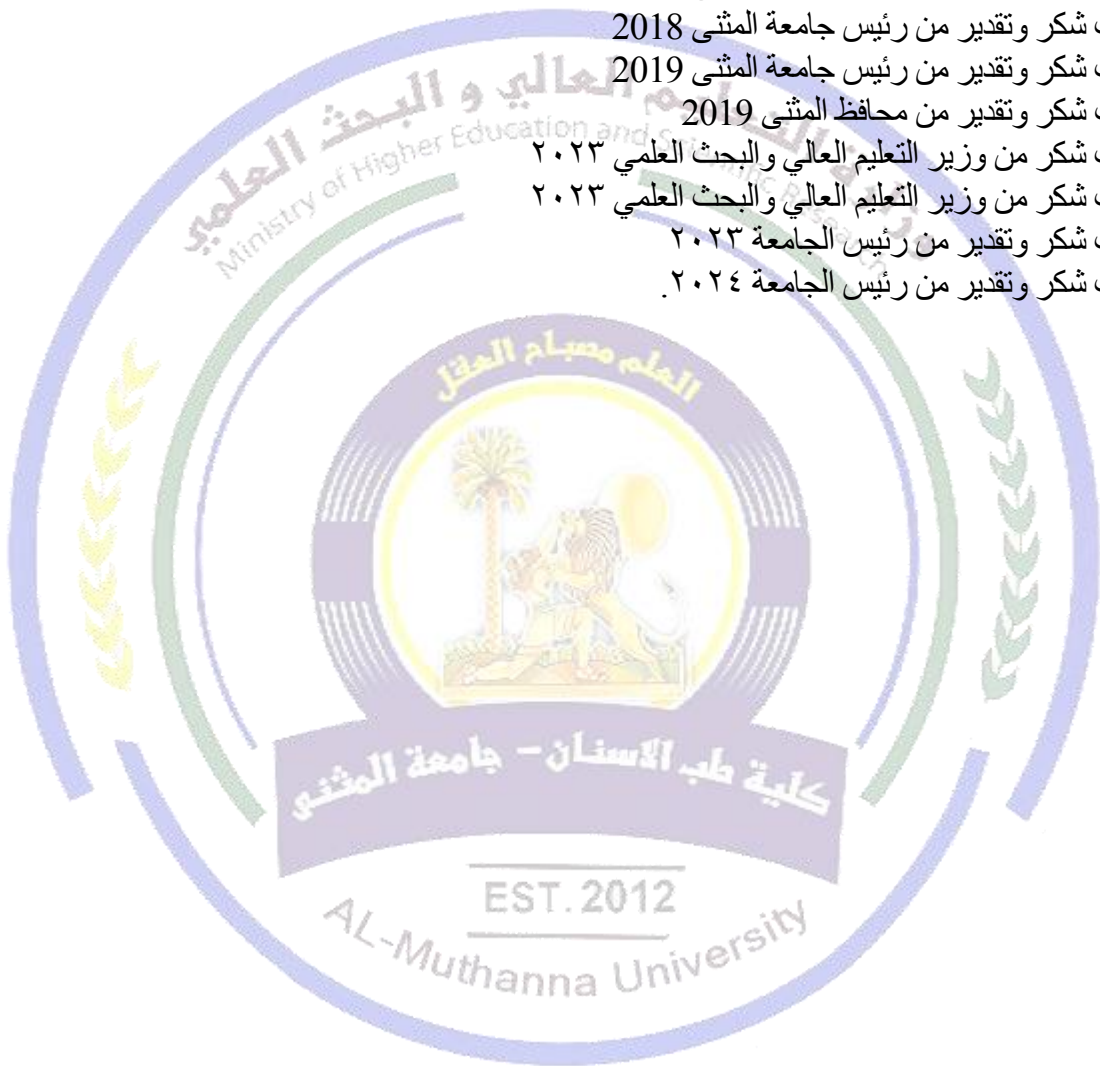 شكر وتقدير من رئيس جامعة المثنى 2018
شكر وتقدير من رئيس جامعة المثنى 2019
شكر وتقدير من محافظ المثنى 2019
شكر من وزير التعليم العالي والبحث العلمي ٢٠٢٣
شكر من وزير التعليم العالي والبحث العلمي ٢٠٢٣
شكر وتقدير من رئيس الجامعة ٢٠٢٣
شكر وتقدير من رئيس الجامعة ٢٠٢٤.
وزارة التعليم العالي و البحث العلمي
Ministry of Higher Education and Scientific Research
العلم مصباح العقل
كلية طب الاسنان - جامعة المثنى
EST. 2012
AL-Muthanna University